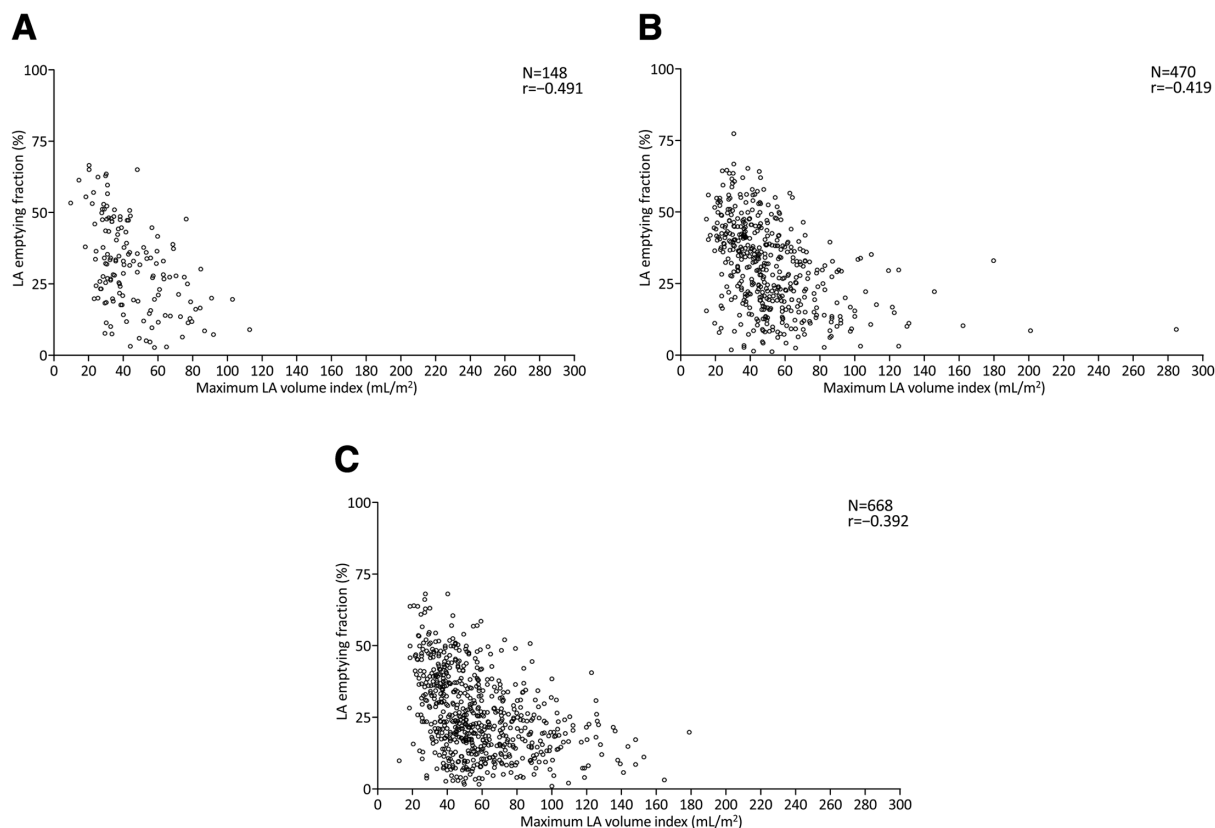 A
N=148
r=−0.491
LA emptying fraction (%)
100
75
50
25
0
0 20 40 60 80 100 120 140 160 180 200 220 240 260 280 300
Maximum LA volume index (mL/m²)
B
N=470
r=−0.419
LA emptying fraction (%)
100
75
50
25
0
0 20 40 60 80 100 120 140 160 180 200 220 240 260 280 300
Maximum LA volume index (mL/m²)
C
N=668
r=−0.392
LA emptying fraction (%)
100
75
50
25
0
0 20 40 60 80 100 120 140 160 180 200 220 240 260 280 300
Maximum LA volume index (mL/m²)